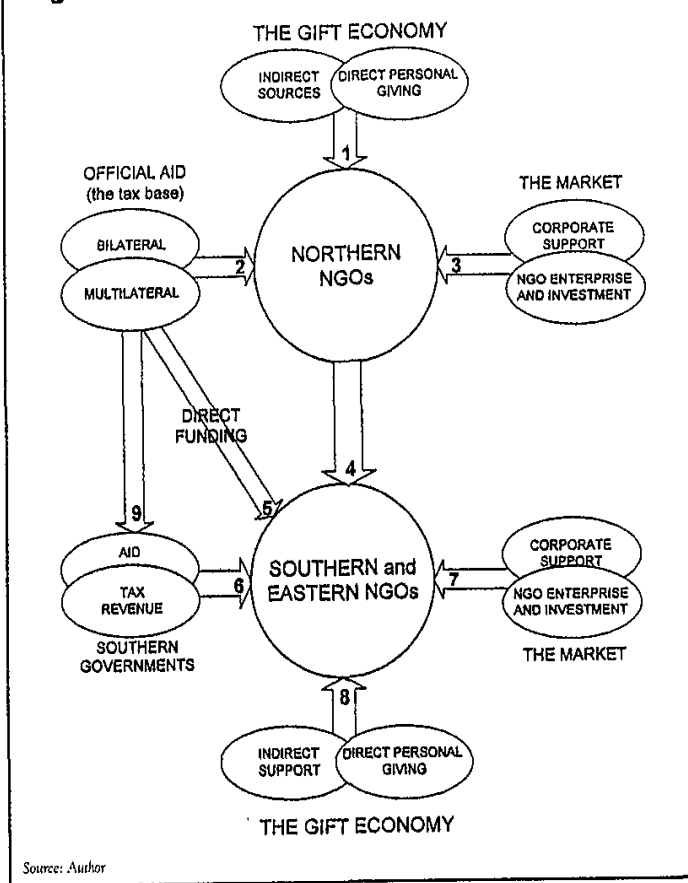 THE GIFT ECONOMY
INDIRECT
SOURCES
DIRECT PERSONAL
GIVING
1
OFFICIAL AID
(the tax base)
BILATERAL
MULTILATERAL
2
NORTHERN
NGOs
3
THE MARKET
CORPORATE
SUPPORT
NGO ENTERPRISE
AND INVESTMENT
DIRECT
FUNDING
4
5
9
AID
TAX
REVENUE
SOUTHERN
GOVERNMENTS
6
SOUTHERN and
EASTERN NGOs
7
CORPORATE
SUPPORT
NGO ENTERPRISE
AND INVESTMENT
THE MARKET
8
INDIRECT
SUPPORT
DIRECT PERSONAL
GIVING
THE GIFT ECONOMY
Source: Author